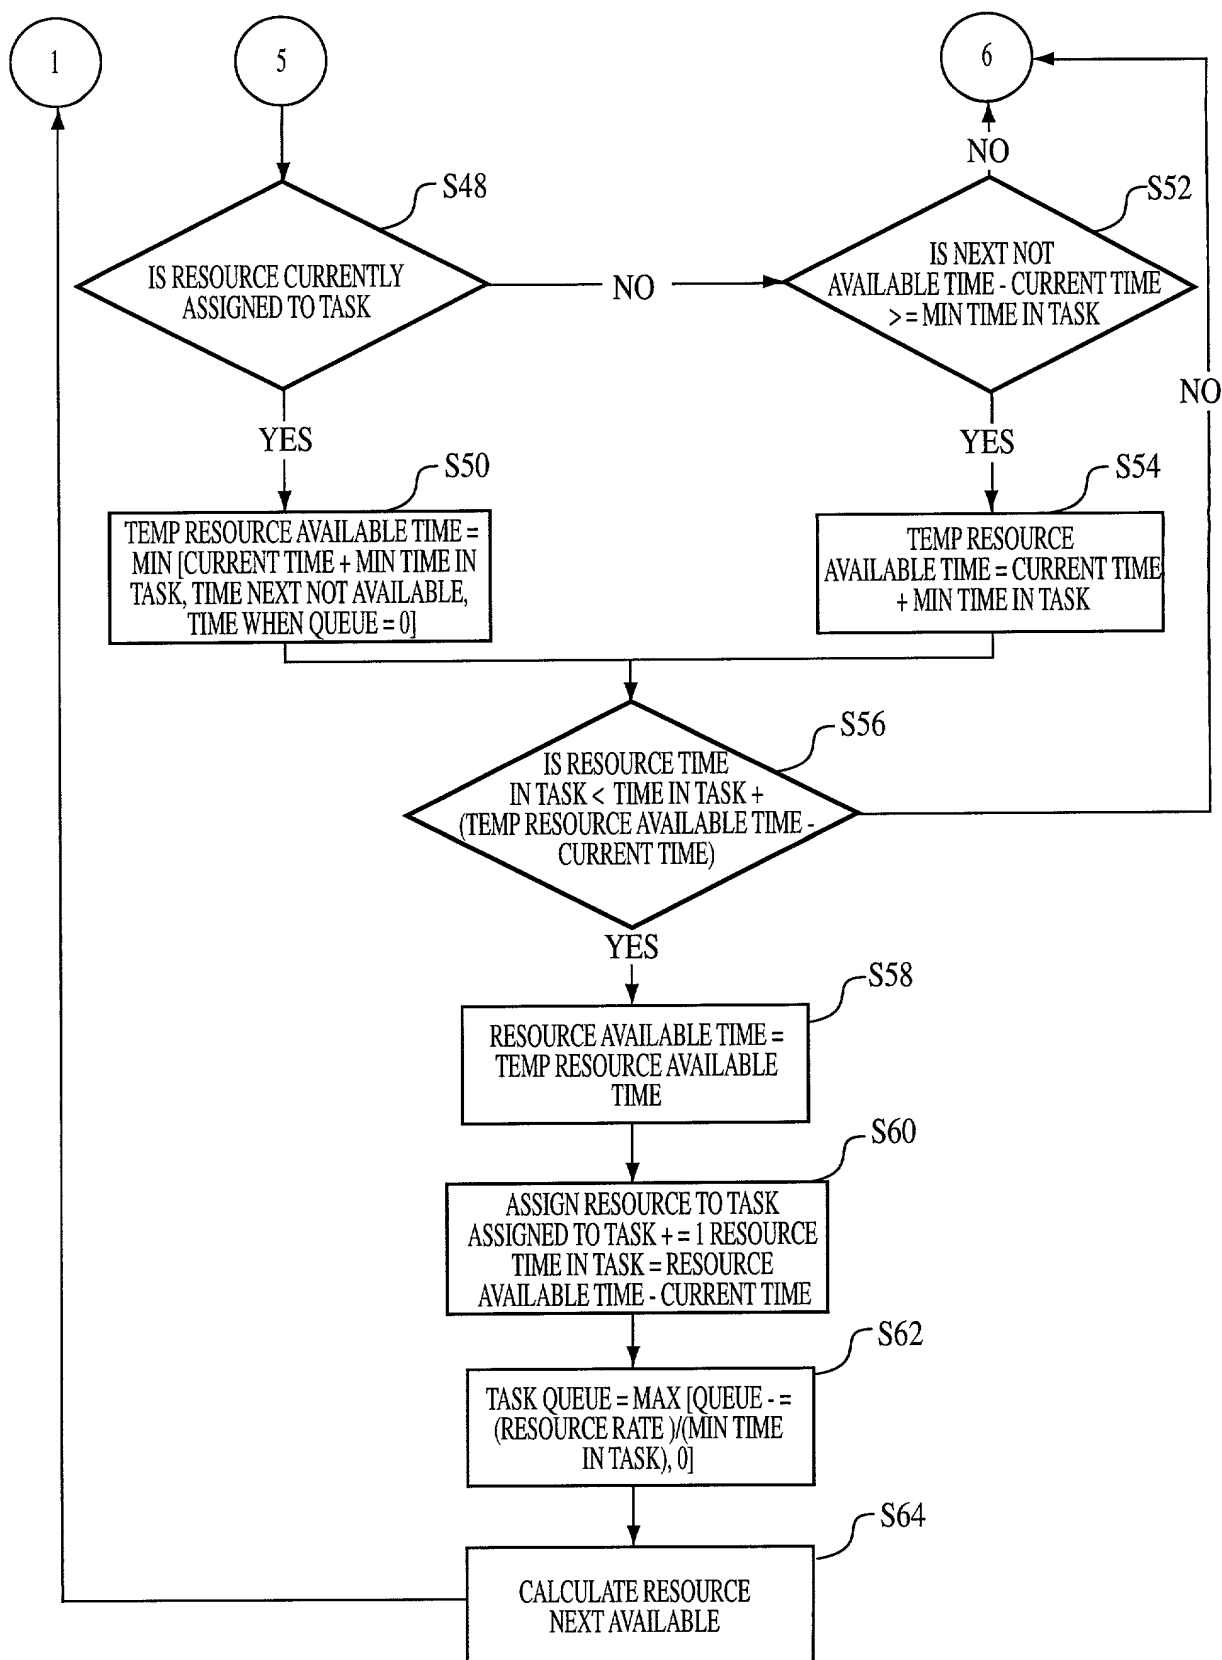 1
5
6
NO
S48
S52
IS RESOURCE CURRENTLY
ASSIGNED TO TASK
NO
IS NEXT NOT
AVAILABLE TIME - CURRENT TIME
> = MIN TIME IN TASK
NO
YES
YES
S50
S54
TEMP RESOURCE AVAILABLE TIME =
MIN [CURRENT TIME + MIN TIME IN
TASK, TIME NEXT NOT AVAILABLE,
TIME WHEN QUEUE = 0]
TEMP RESOURCE
AVAILABLE TIME = CURRENT TIME
+ MIN TIME IN TASK
S56
IS RESOURCE TIME
IN TASK < TIME IN TASK +
(TEMP RESOURCE AVAILABLE TIME -
CURRENT TIME)
YES
S58
RESOURCE AVAILABLE TIME =
TEMP RESOURCE AVAILABLE
TIME
S60
ASSIGN RESOURCE TO TASK
ASSIGNED TO TASK + = 1 RESOURCE
TIME IN TASK = RESOURCE
AVAILABLE TIME - CURRENT TIME
S62
TASK QUEUE = MAX [QUEUE - =
(RESOURCE RATE )/(MIN TIME
IN TASK), 0]
S64
CALCULATE RESOURCE
NEXT AVAILABLE